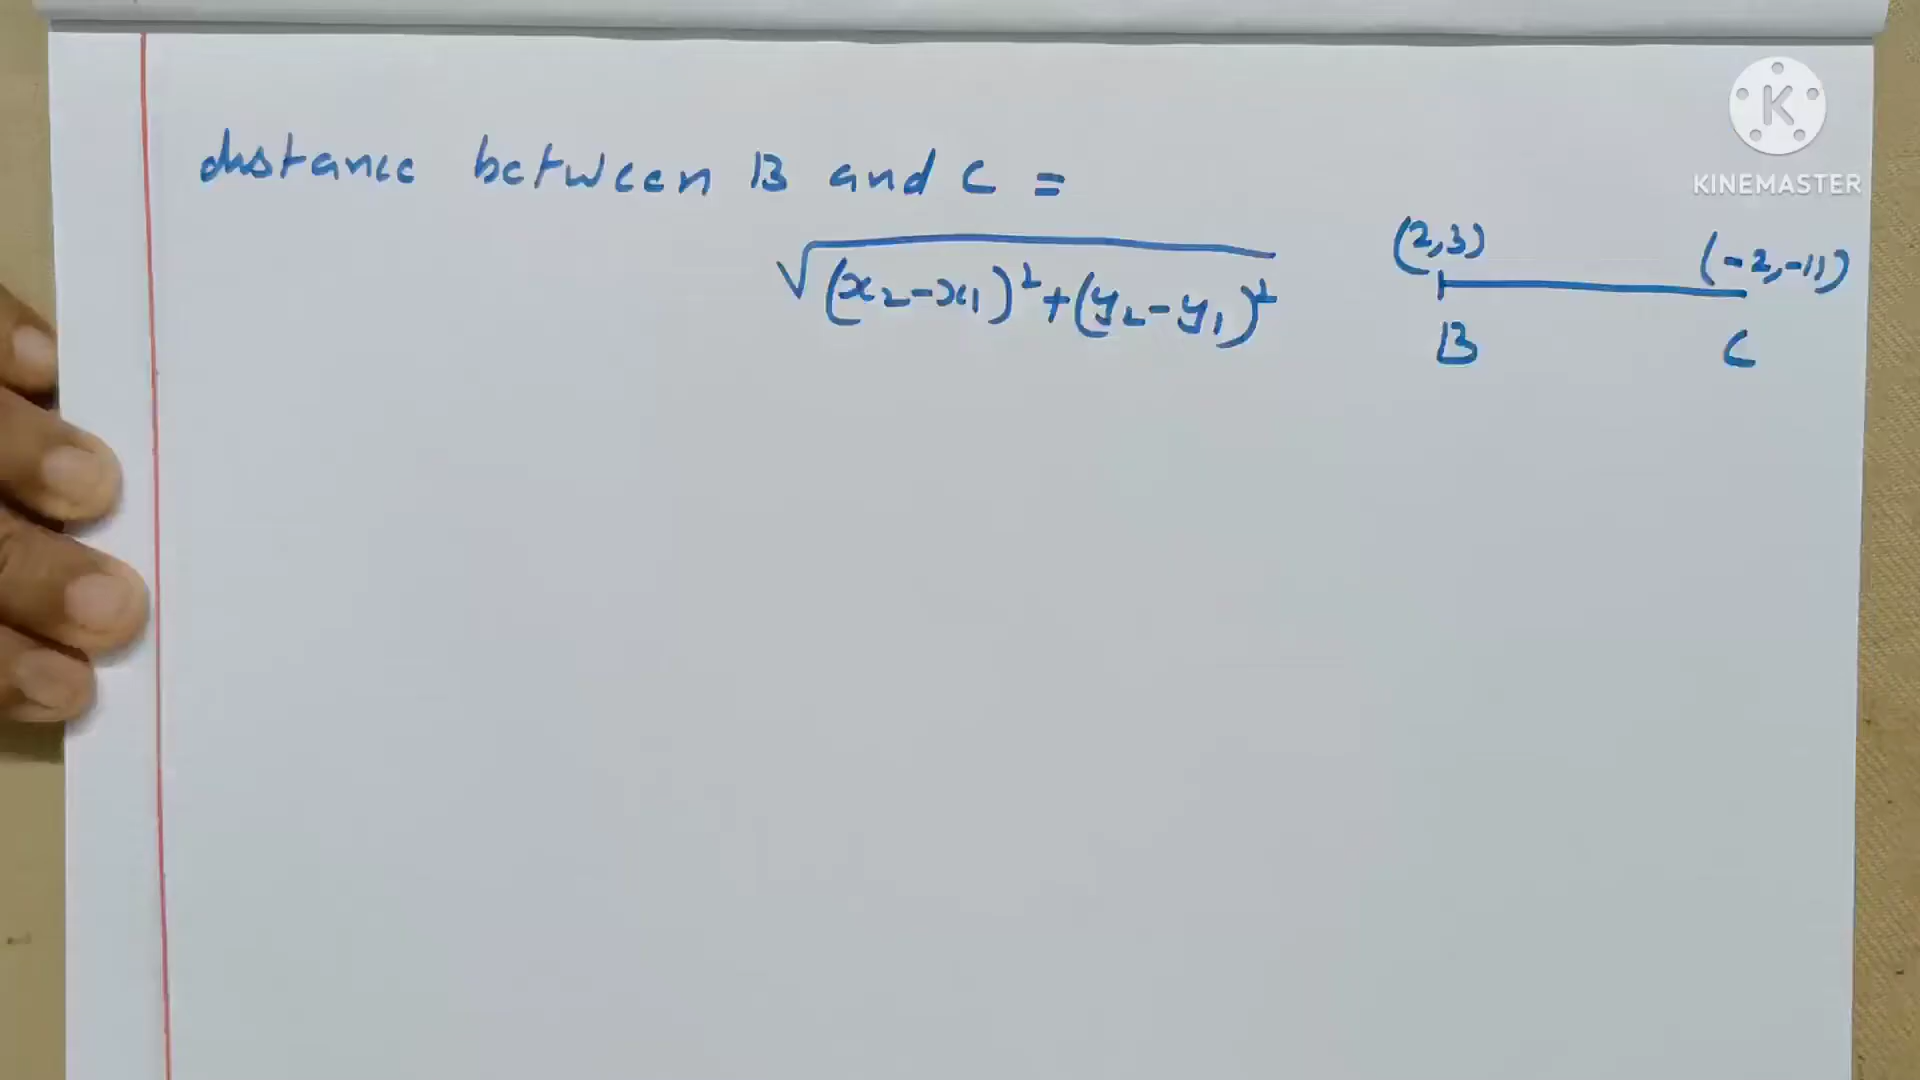 distance between B and C =
√(x₂-x₁)²+(y₂-y₁)²
(2,3) (-2,-11)
B C
K
KINEMASTER